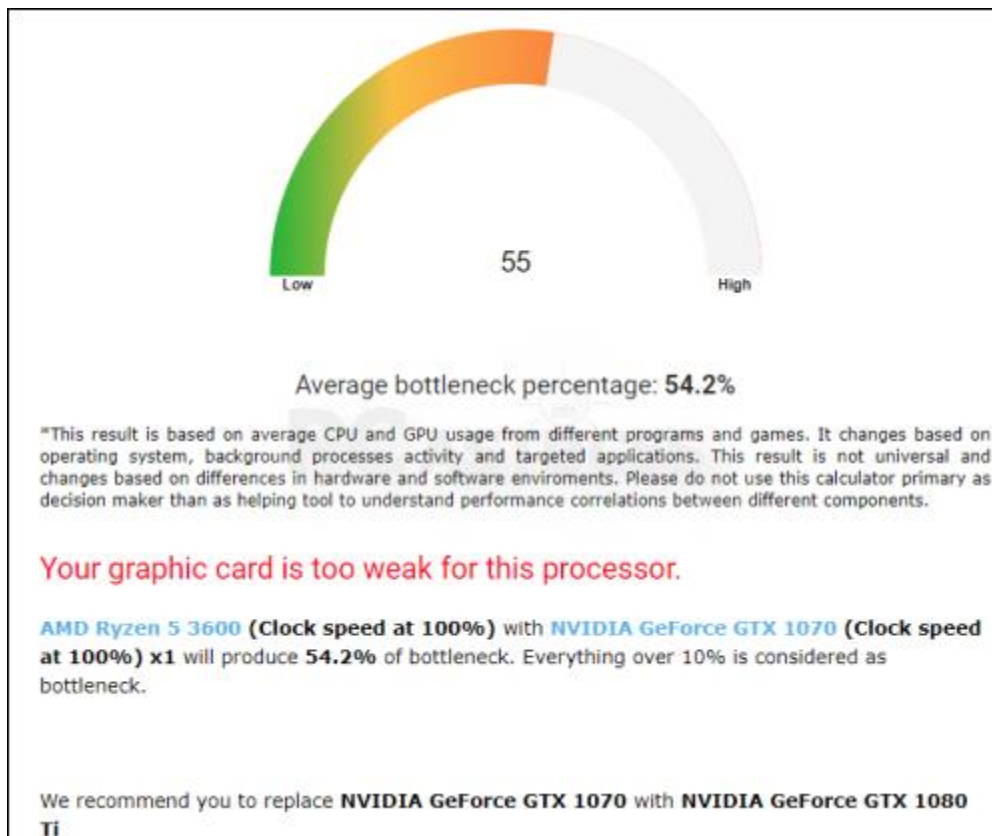 55
Low
High
Average bottleneck percentage: 54.2%
*This result is based on average CPU and GPU usage from different programs and games. It changes based on
operating system, background processes activity and targeted applications. This result is not universal and
changes based on differences in hardware and software enviroments. Please do not use this calculator primary as
decision maker than as helping tool to understand performance correlations between different components.
Your graphic card is too weak for this processor.
AMD Ryzen 5 3600 (Clock speed at 100%) with NVIDIA GeForce GTX 1070 (Clock speed
at 100%) x1 will produce 54.2% of bottleneck. Everything over 10% is considered as
bottleneck.
We recommend you to replace NVIDIA GeForce GTX 1070 with NVIDIA GeForce GTX 1080
Ti